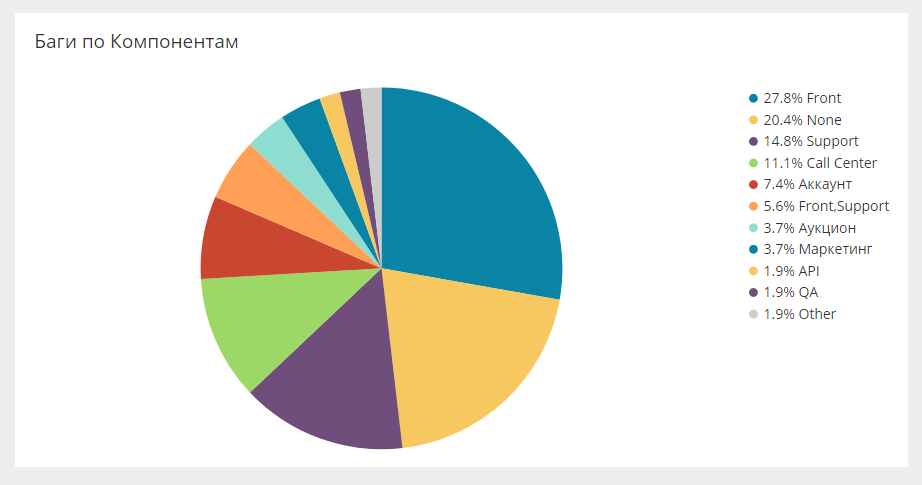 Баги по Компонентам
27.8% Front
20.4% None
14.8% Support
11.1% Call Center
7.4% Аккаунт
5.6% Front,Support
3.7% Аукцион
3.7% Маркетинг
1.9% API
1.9% QA
1.9% Other